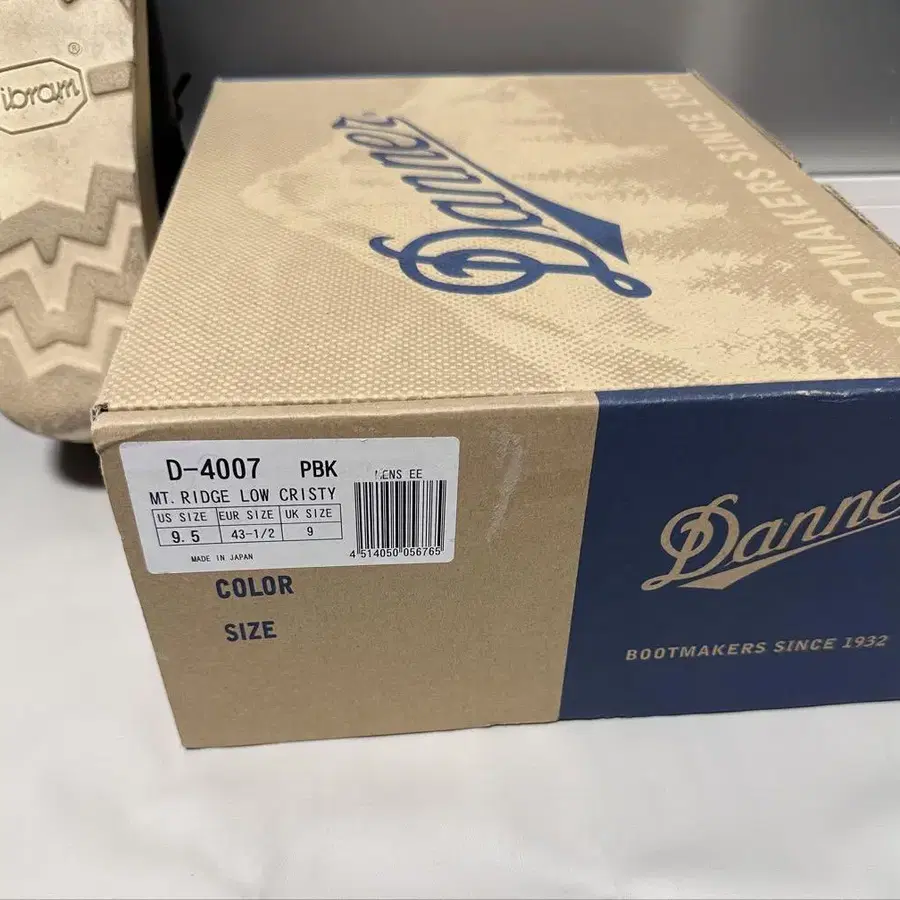 ibram
®
Danner
OOTMAKERS SINCE 1932
D-4007 PBK
MENS EE
MT. RIDGE LOW CRISTY
US SIZE EUR SIZE UK SIZE
9.5 43-1/2 9
MADE IN JAPAN
4 514050 056765
COLOR
SIZE
Danne
BOOTMAKERS SINCE 1932